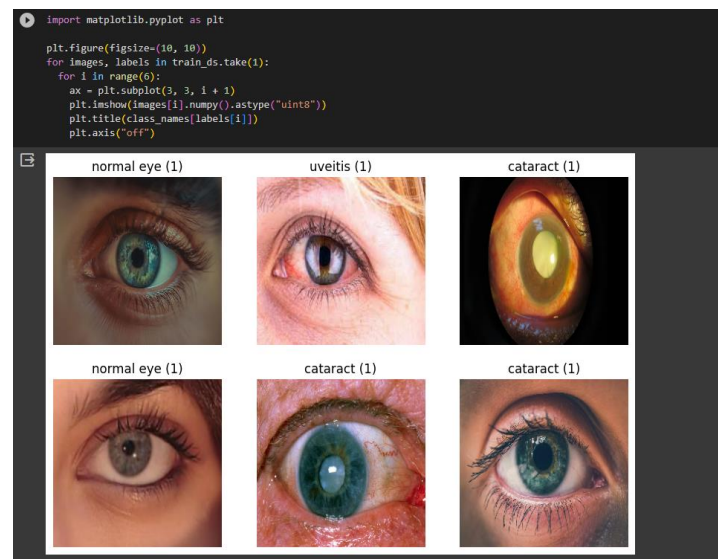 import matplotlib.pyplot as plt
plt.figure(figsize=(10, 10))
for images, labels in train_ds.take(1):
  for i in range(6):
    ax = plt.subplot(3, 3, i + 1)
    plt.imshow(images[i].numpy().astype("uint8"))
    plt.title(class_names[labels[i]])
    plt.axis("off")
normal eye (1)
uveitis (1)
cataract (1)
normal eye (1)
cataract (1)
cataract (1)